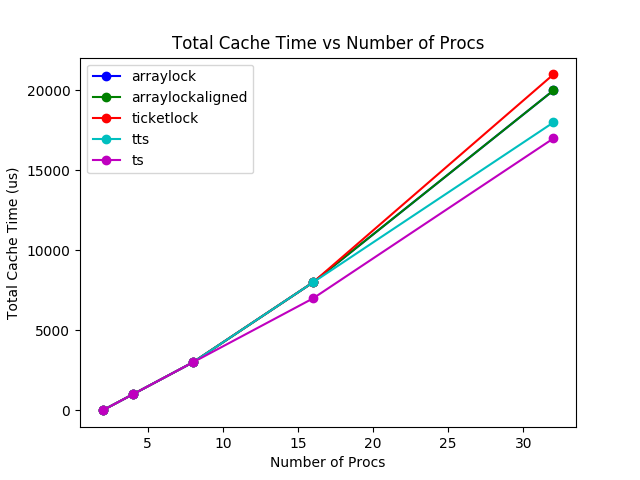 Total Cache Time vs Number of Procs
arraylock
arraylockaligned
ticketlock
tts
ts
Total Cache Time (us)
20000
15000
10000
5000
0
5 10 15 20 25 30
Number of Procs